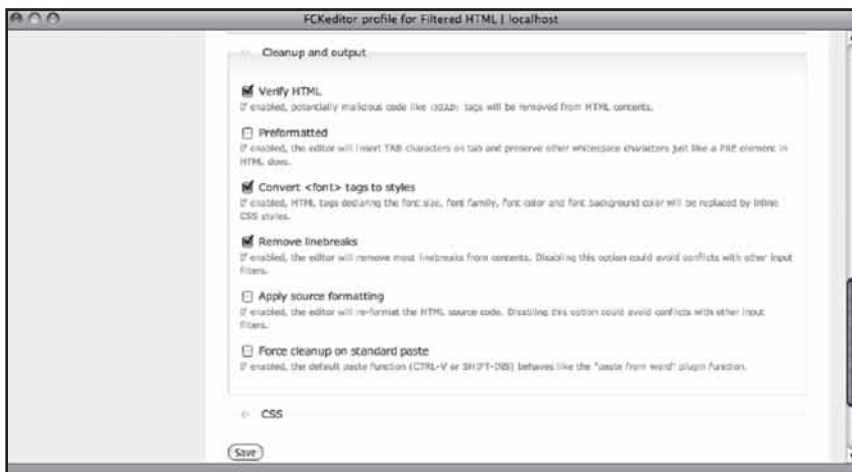 FCKeditor profile for Filtered HTML | localhost
Cleanup and output
Verify HTML
If enabled, potentially malicious code like <HEAD> tags will be removed from HTML contents.
Preformatted
If enabled, the editor will insert TAB characters on tab and preserve other whitespace characters just like a PRE element in
HTML does.
Convert <font> tags to styles
If enabled, HTML tags declaring the font size, font family, font color and font background color will be replaced by inline
CSS styles.
Remove linebreaks
If enabled, the editor will remove most linebreaks from contents. Disabling this option could avoid conflicts with other input
filters.
Apply source formatting
If enabled, the editor will re-format the HTML source code. Disabling this option could avoid conflicts with other input
filters.
Force cleanup on standard paste
If enabled, the default paste function (CTRL-V or SHIFT-INS) behaves like the "paste from word" plugin function.
CSS
Save